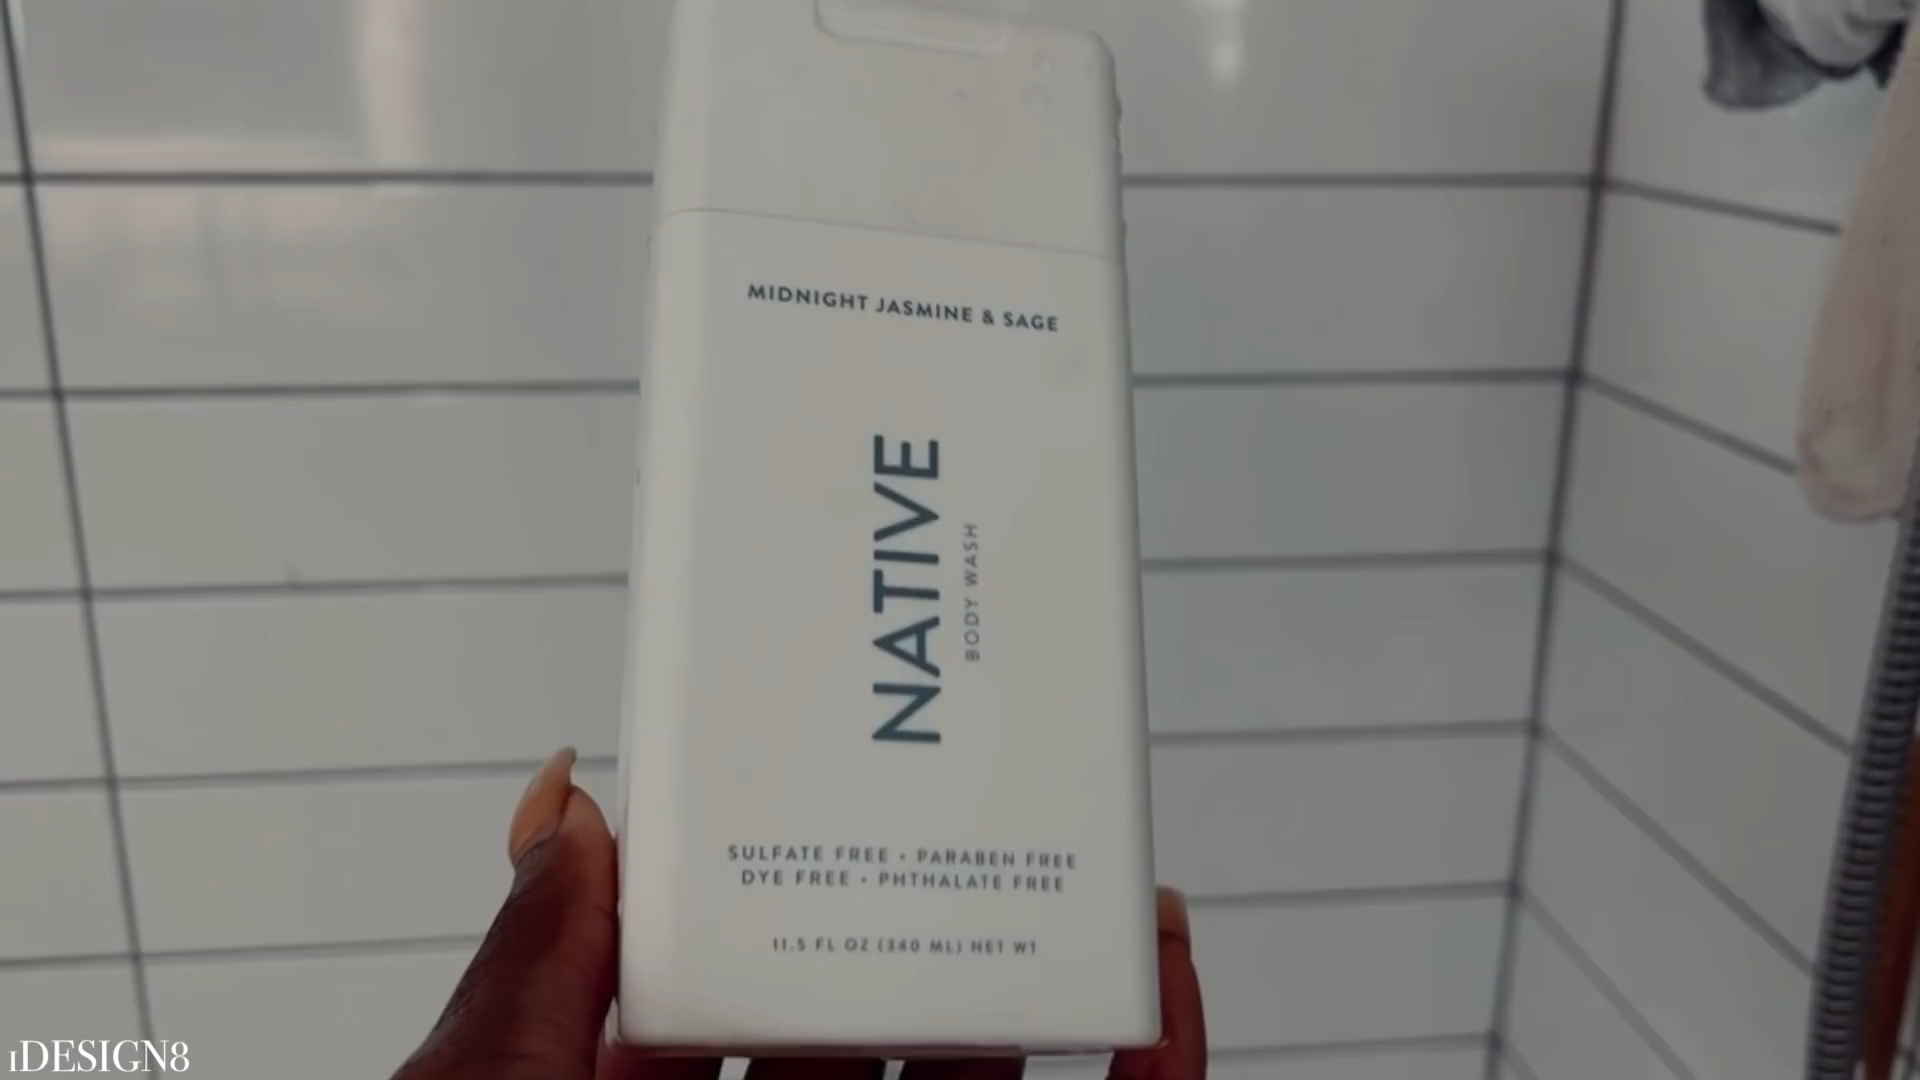 MIDNIGHT JASMINE & SAGE
NATIVE
BODY WASH
SULFATE FREE • PARABEN FREE
DYE FREE • PHTHALATE FREE
11.5 FL OZ (340 ML) NET WT
iDESIGN8